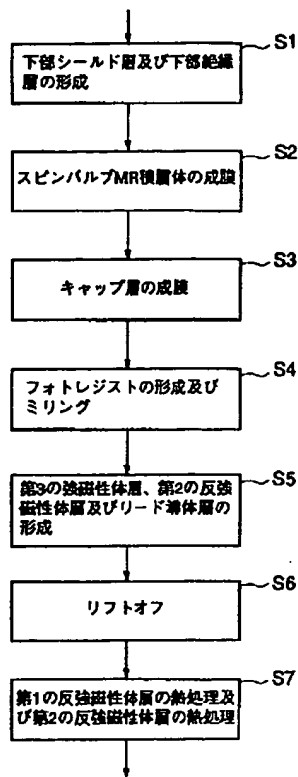 S1
下部シールド層及び下部絶縁
層の形成
S2
スピンバルブMR積層体の成膜
S3
キャップ層の成膜
S4
フォトレジストの形成及び
ミリング
S5
第3の強磁性体層、第2の反強
磁性体層及びリード導体層の
形成
S6
リフトオフ
S7
第1の反強磁性体層の熱処理及
び第2の反強磁性体層の熱処理